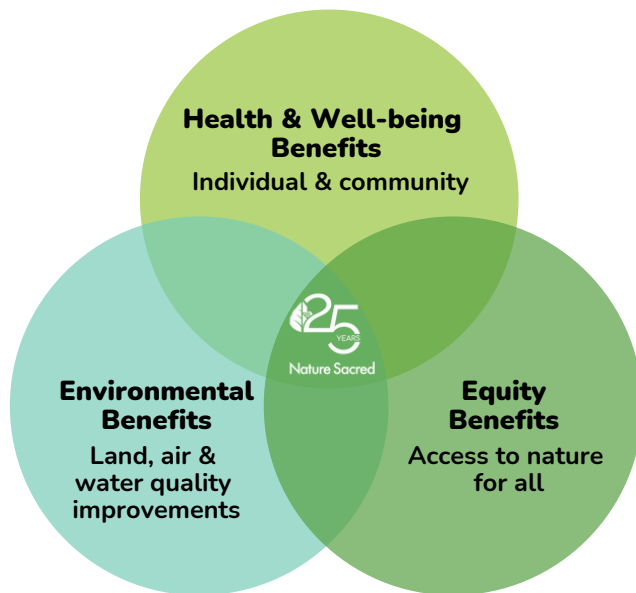 Health & Well-being
Benefits
Individual & community
25
YEARS
Nature Sacred
Environmental
Benefits
Land, air &
water quality
improvements
Equity
Benefits
Access to nature
for all